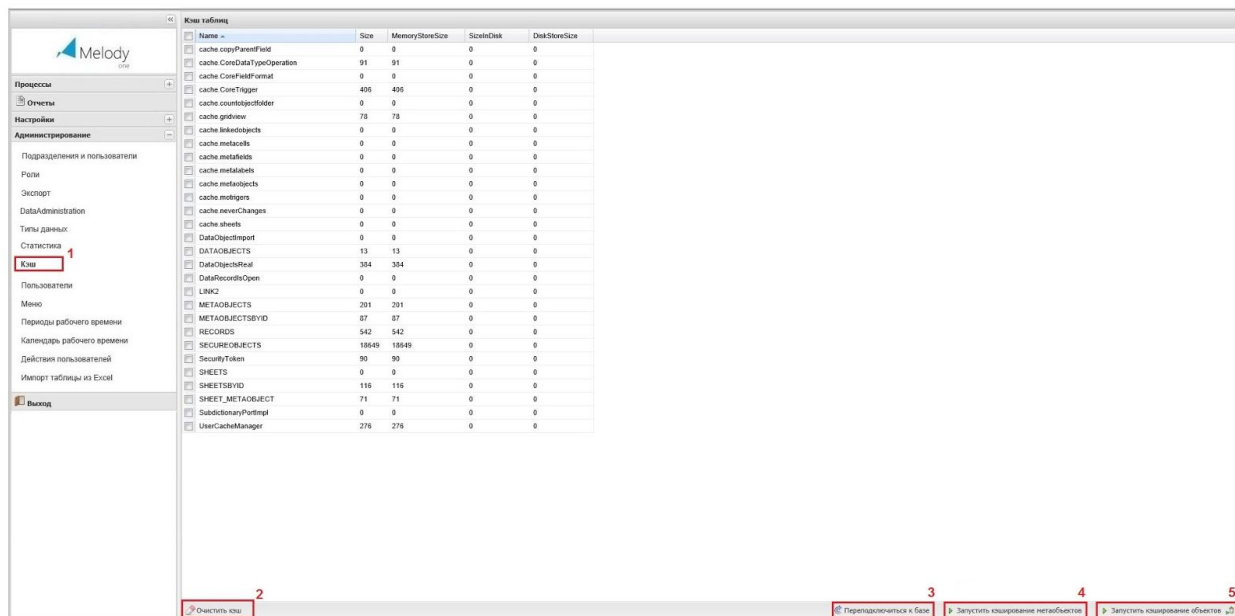 «
Melody
one
Процессы
Отчеты
Настройки
Администрирование
Подразделения и пользователи
Роли
Экспорт
DataAdministration
Типы данных
Статистика
1
Кэш
Пользователи
Меню
Периоды рабочего времени
Календарь рабочего времени
Действия пользователей
Импорт таблицы из Excel
Выход
Кэш таблиц
Name Size MemoryStoreSize SizeInDisk DiskStoreSize
cache.copyParentField 0 0 0 0
cache.CoreDataTypeOperation 91 91 0 0
cache.CoreFieldFormat 0 0 0 0
cache.CoreTrigger 406 406 0 0
cache.countobjectfolder 0 0 0 0
cache.gridview 78 78 0 0
cache.linkedobjects 0 0 0 0
cache.metacells 0 0 0 0
cache.metafields 0 0 0 0
cache.metalabels 0 0 0 0
cache.metaobjects 0 0 0 0
cache.motrigers 0 0 0 0
cache.neverChanges 0 0 0 0
cache.sheets 0 0 0 0
DataObjectImport 0 0 0 0
DATAOBJECTS 13 13 0 0
DataObjectsReal 384 384 0 0
DataRecordIsOpen 0 0 0 0
LINK2 0 0 0 0
METAOBJECTS 201 201 0 0
METAOBJECTSBYID 87 87 0 0
RECORDS 542 542 0 0
SECUREOBJECTS 18649 18649 0 0
SecurityToken 90 90 0 0
SHEETS 0 0 0 0
SHEETSBYID 116 116 0 0
SHEET_METAOBJECT 71 71 0 0
SubdictionaryPortImpl 0 0 0 0
UserCacheManager 276 276 0 0
2 3 4 5
Очистить кэш Переподключиться к базе Запустить кэширование метаобъектов Запустить кэширование объектов